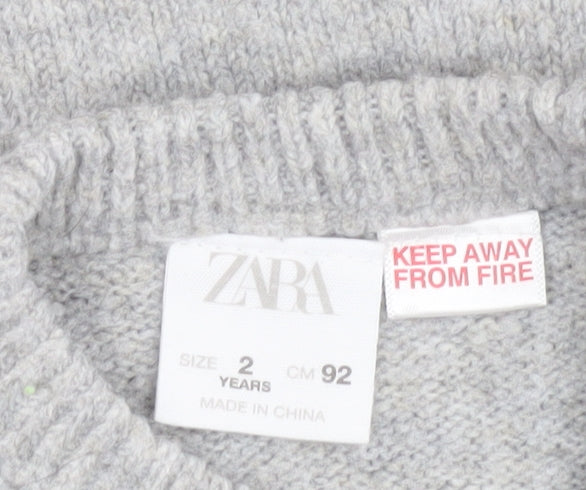 ZARA
SIZE 2 YEARS CM 92
MADE IN CHINA
KEEP AWAY
FROM FIRE